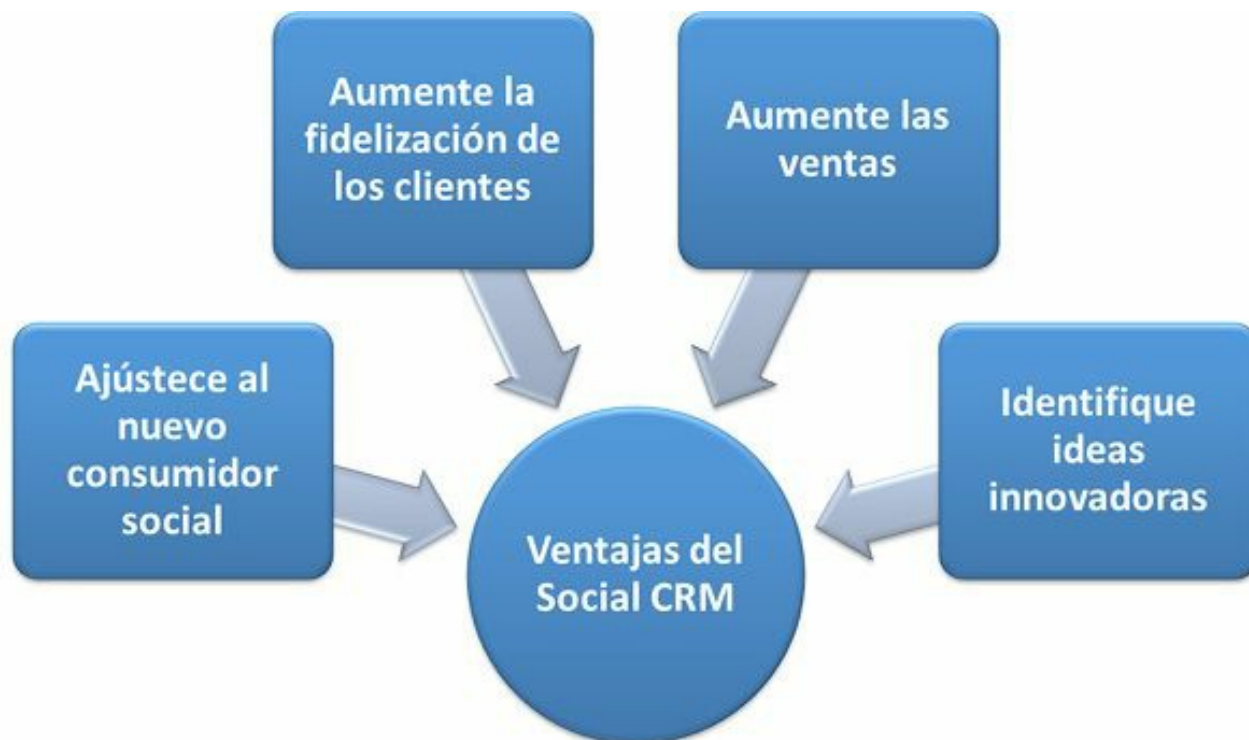 Aumente la
fidelización de
los clientes
Aumente las
ventas
Ajústece al
nuevo
consumidor
social
Identifique
ideas
innovadoras
Ventajas del
Social CRM